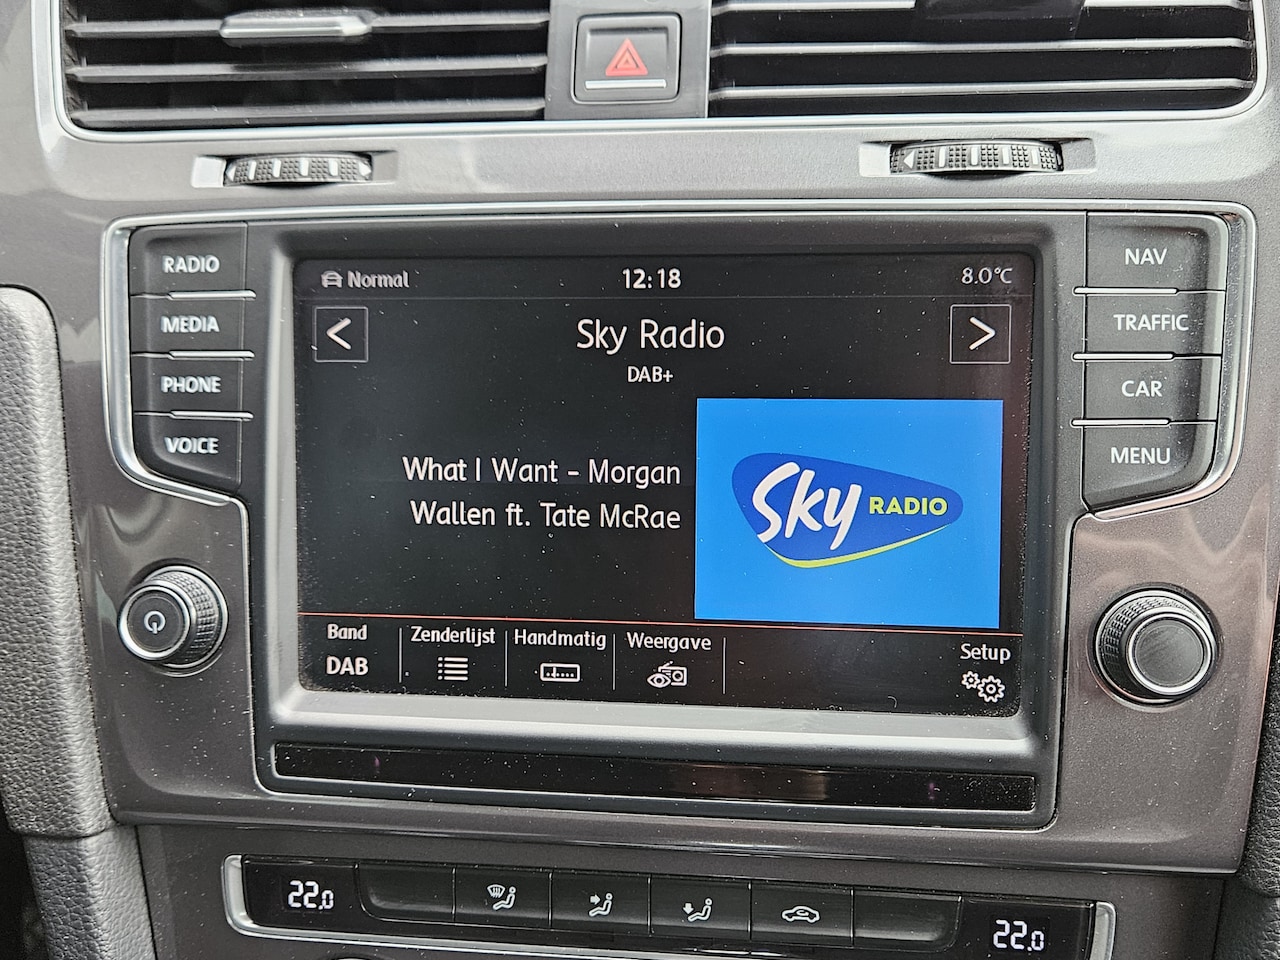 RADIO
MEDIA
PHONE
VOICE
Normal
12:18
8.0°C
<
Sky Radio
>
DAB+
What I Want - Morgan
Wallen ft. Tate McRae
Sky RADIO
Band
DAB
Zenderlijst
Handmatig
Weergave
Setup
NAV
TRAFFIC
CAR
MENU
22.0
22.0